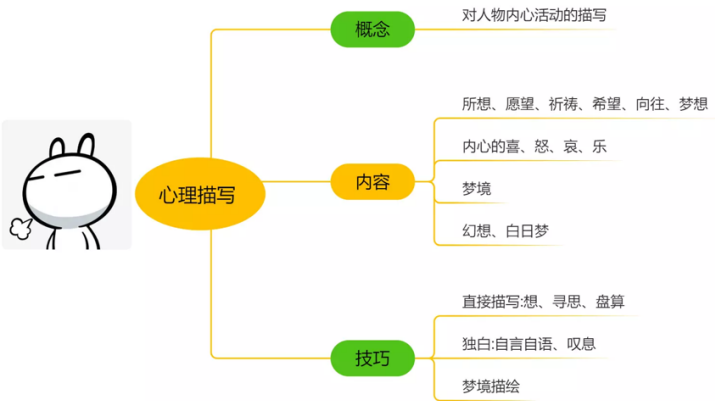 概念
对人物内心活动的描写
所想、愿望、祈祷、希望、向往、梦想
内心的喜、怒、哀、乐
心理描写
内容
梦境
幻想、白日梦
直接描写:想、寻思、盘算
技巧
独白:自言自语、叹息
梦境描绘